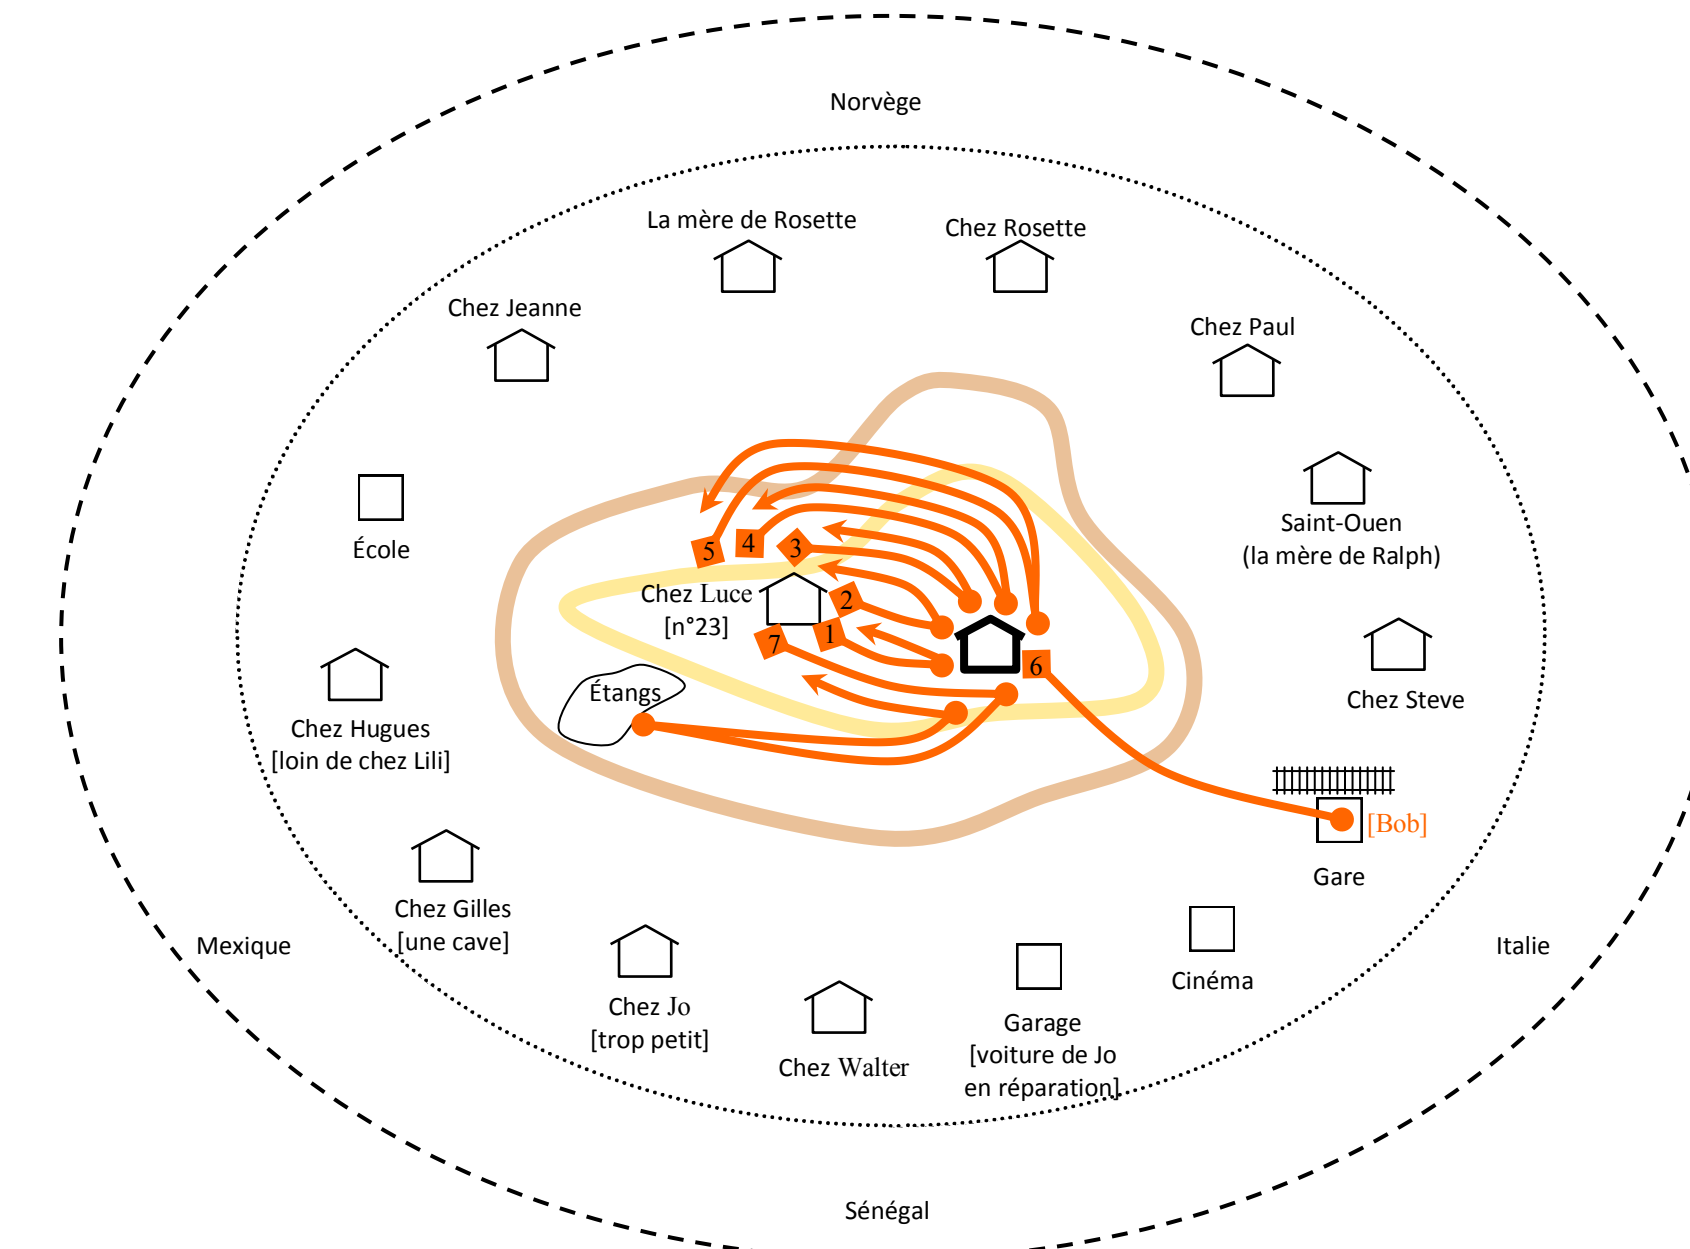 Norvège
La mère de Rosette
Chez Rosette
Chez Jeanne
Chez Paul
École
Saint-Ouen
(la mère de Ralph)
5
4
3
Chez Luce
[n°23]
2
1
7
6
Étangs
Chez Steve
Chez Hugues
[loin de chez Lili]
[Bob]
Gare
Chez Gilles
[une cave]
Mexique
Italie
Cinéma
Chez Jo
[trop petit]
Chez Walter
Garage
[voiture de Jo
en réparation]
Sénégal